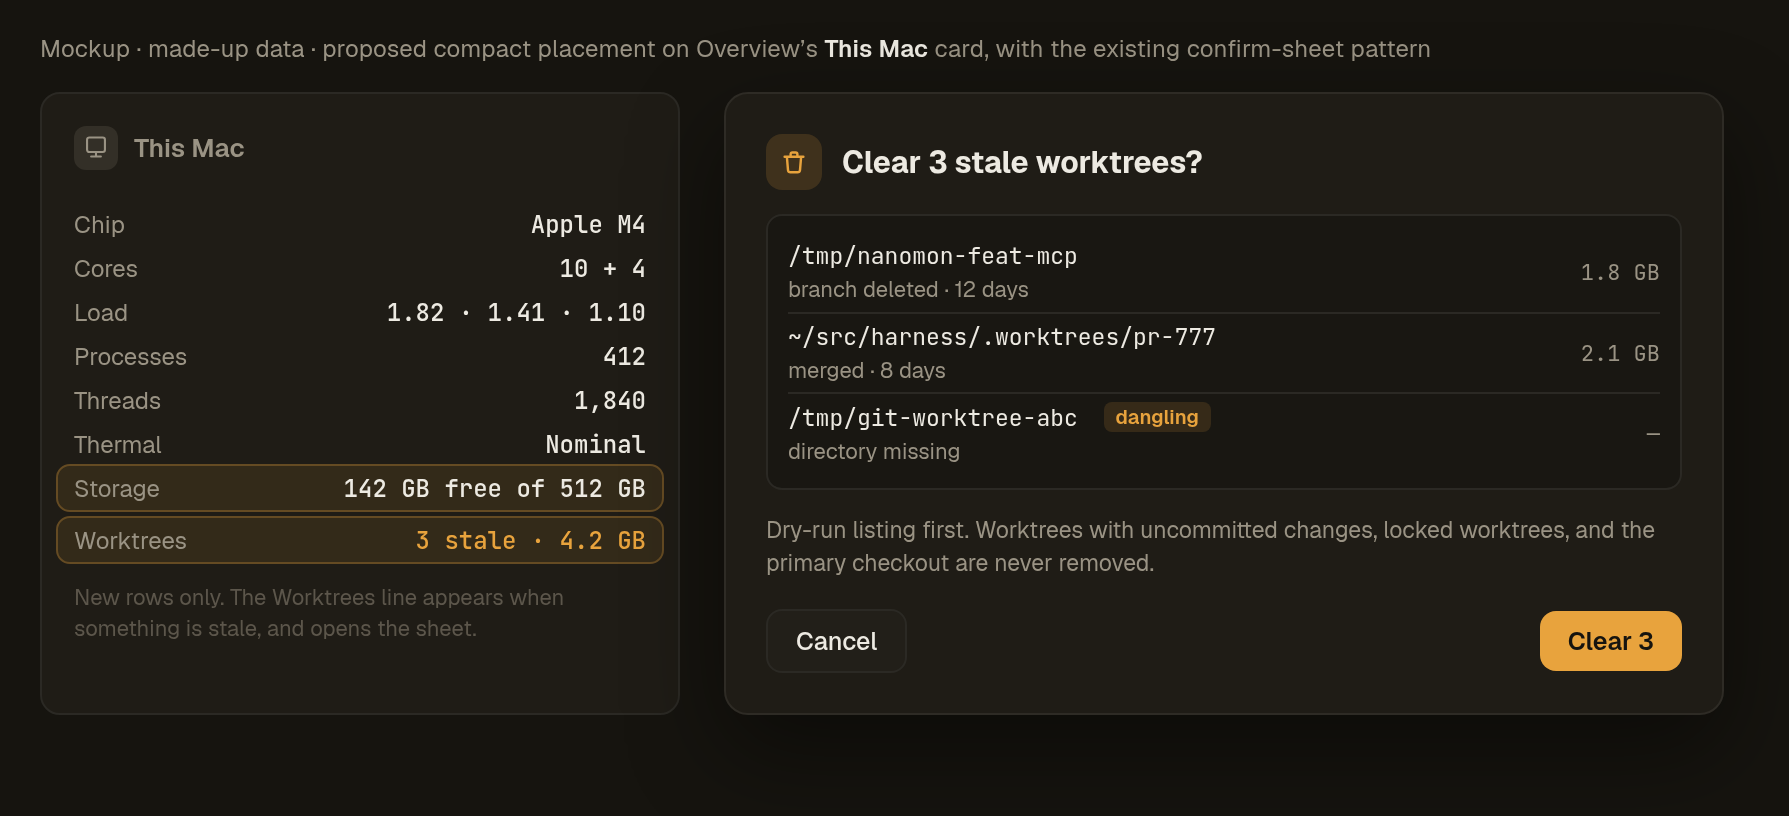 Mockup · made-up data · proposed compact placement on Overview’s This Mac card, with the existing confirm-sheet pattern
This Mac
Chip Apple M4
Cores 10 + 4
Load 1.82 · 1.41 · 1.10
Processes 412
Threads 1,840
Thermal Nominal
Storage 142 GB free of 512 GB
Worktrees 3 stale · 4.2 GB
New rows only. The Worktrees line appears when
something is stale, and opens the sheet.
Clear 3 stale worktrees?
/tmp/nanomon-feat-mcp
branch deleted · 12 days
1.8 GB
~/src/harness/.worktrees/pr-777
merged · 8 days
2.1 GB
/tmp/git-worktree-abc dangling
directory missing
—
Dry-run listing first. Worktrees with uncommitted changes, locked worktrees, and the
primary checkout are never removed.
Cancel
Clear 3